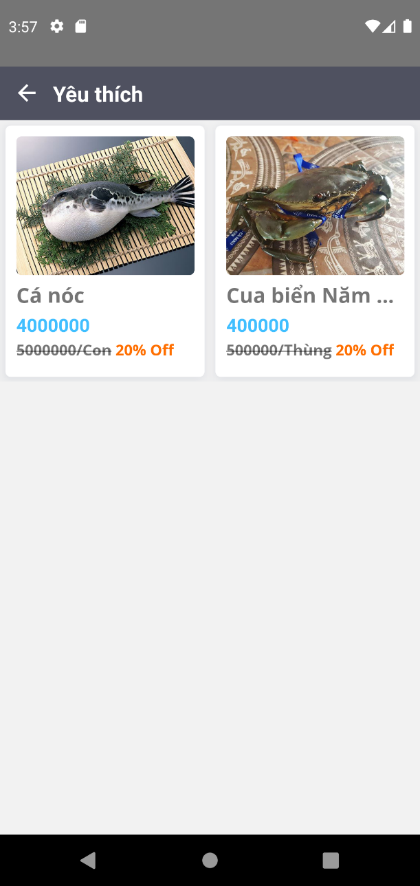 3:57
Yêu thích
Cá nóc
4000000
5000000/Con 20% Off
Cua biển Năm ...
400000
500000/Thùng 20% Off